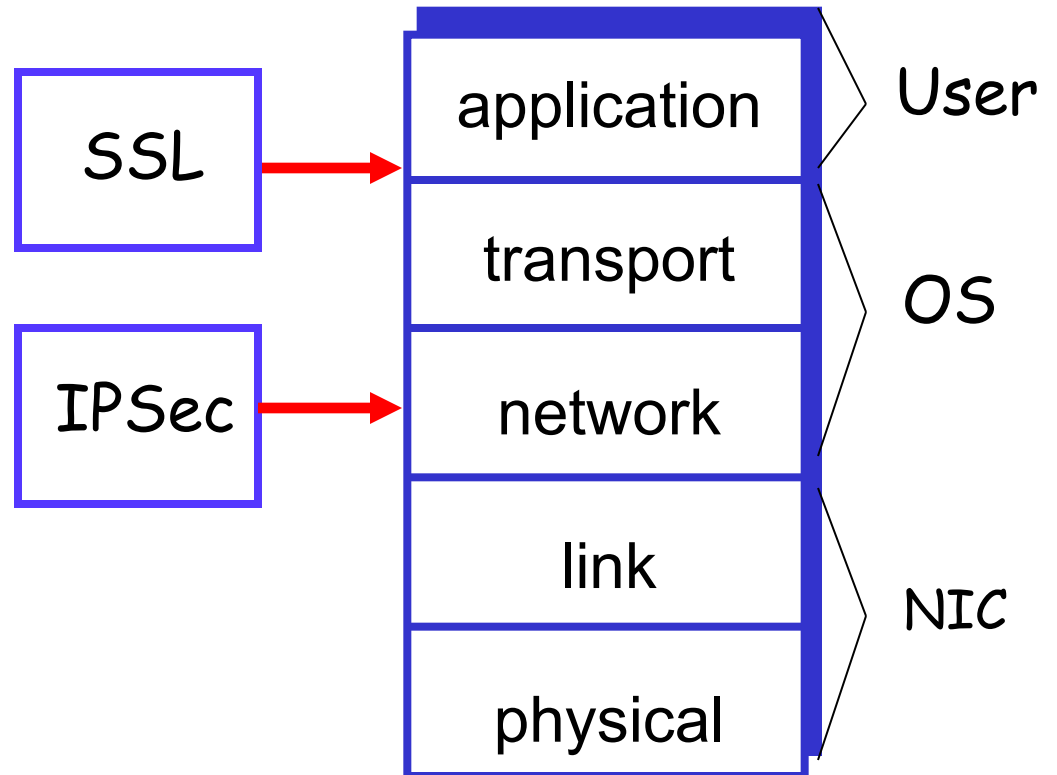 SSL
IPSec
application
transport
network
link
physical
User
OS
NIC